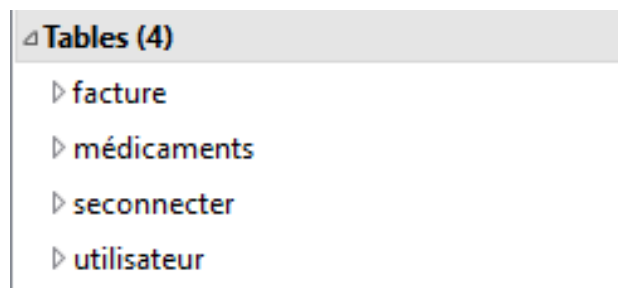 Tables (4)
facture
médicaments
seconnecter
utilisateur